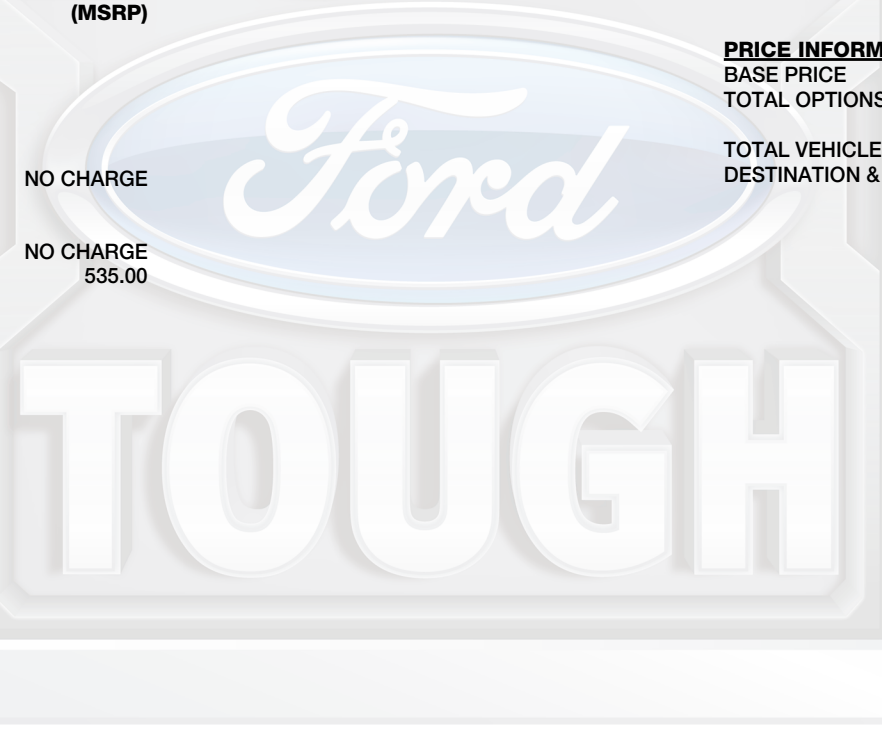 (MSRP)
NO CHARGE
NO CHARGE
535.00
PRICE INFORM
BASE PRICE
TOTAL OPTIONS
TOTAL VEHICLE
DESTINATION &
Ford
TOUGH